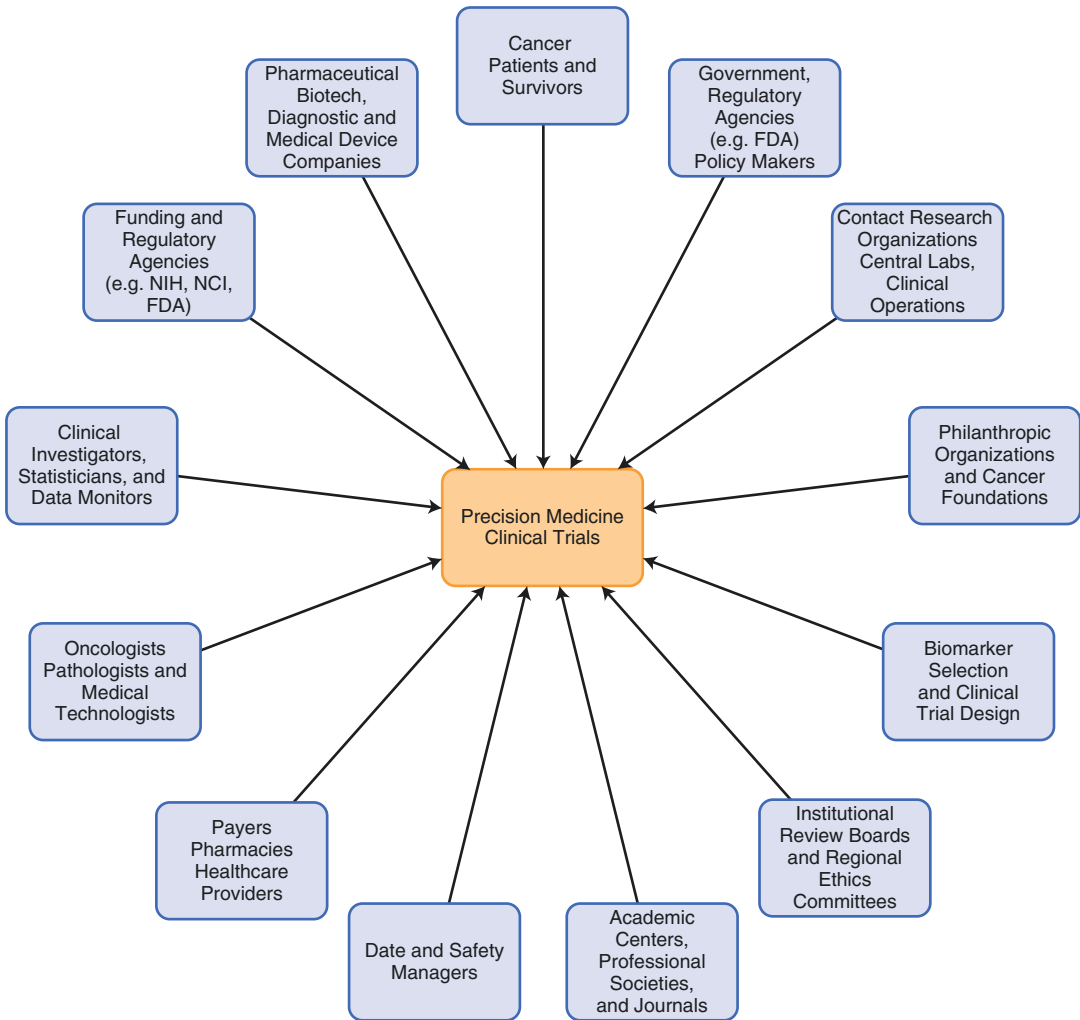 Cancer
Patients and
Survivors
Pharmaceutical
Biotech,
Diagnostic and
Medical Device
Companies
Government,
Regulatory
Agencies
(e.g. FDA)
Policy Makers
Funding and
Regulatory
Agencies
(e.g. NIH, NCI,
FDA)
Contact Research
Organizations
Central Labs,
Clinical
Operations
Clinical
Investigators,
Statisticians, and
Data Monitors
Philanthropic
Organizations
and Cancer
Foundations
Precision Medicine
Clinical Trials
Oncologists
Pathologists and
Medical
Technologists
Biomarker
Selection
and Clinical
Trial Design
Payers
Pharmacies
Healthcare
Providers
Institutional
Review Boards
and Regional
Ethics
Committees
Date and Safety
Managers
Academic
Centers,
Professional
Societies,
and Journals